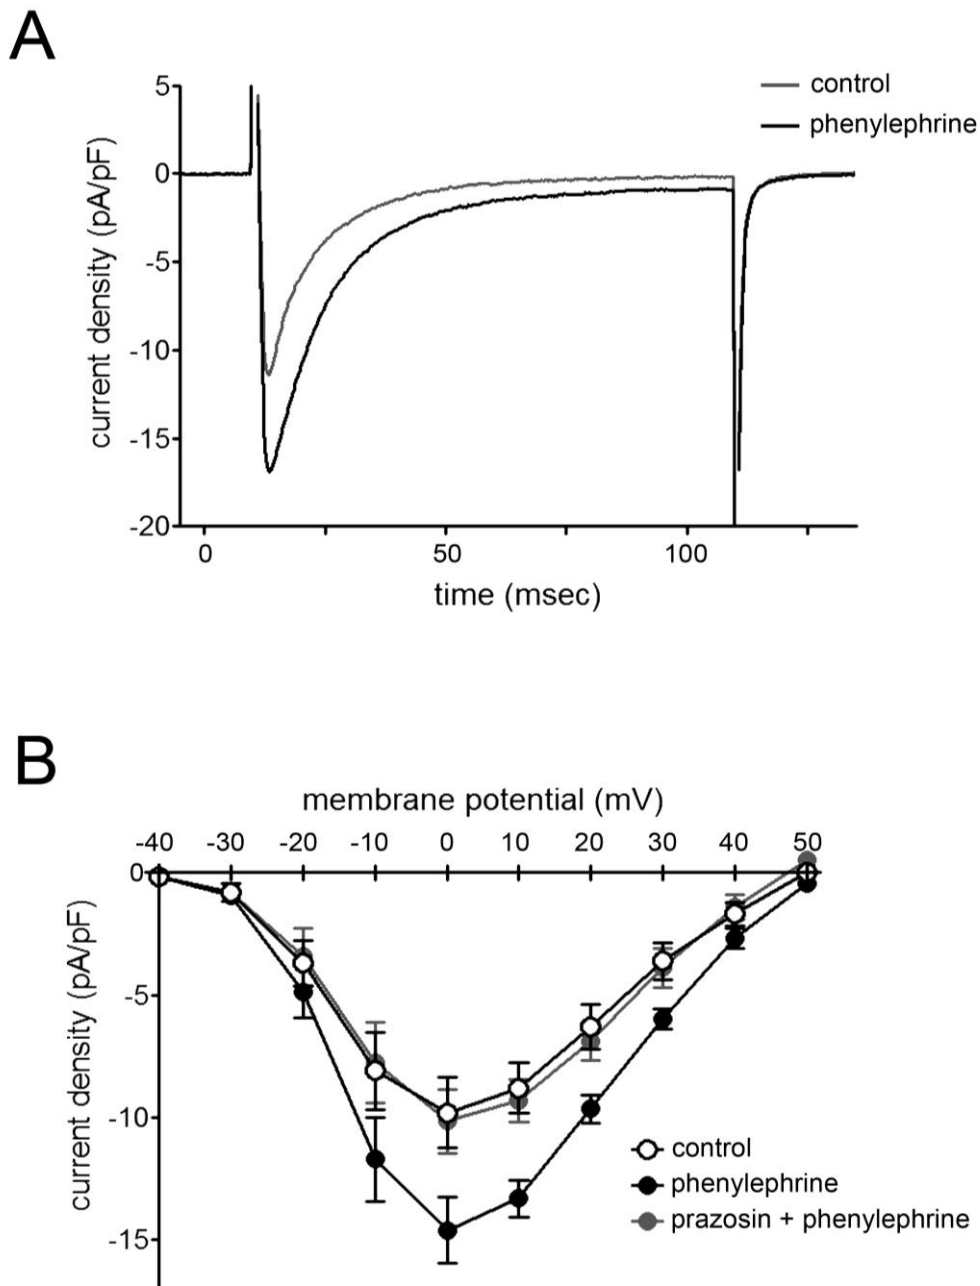 A
control
phenylephrine
5
0
-5
-10
-15
-20
current density (pA/pF)
0 50 100
time (msec)
B
membrane potential (mV)
-40 -30 -20 -10 0 10 20 30 40 50
0
-5
-10
-15
current density (pA/pF)
control
phenylephrine
prazosin + phenylephrine